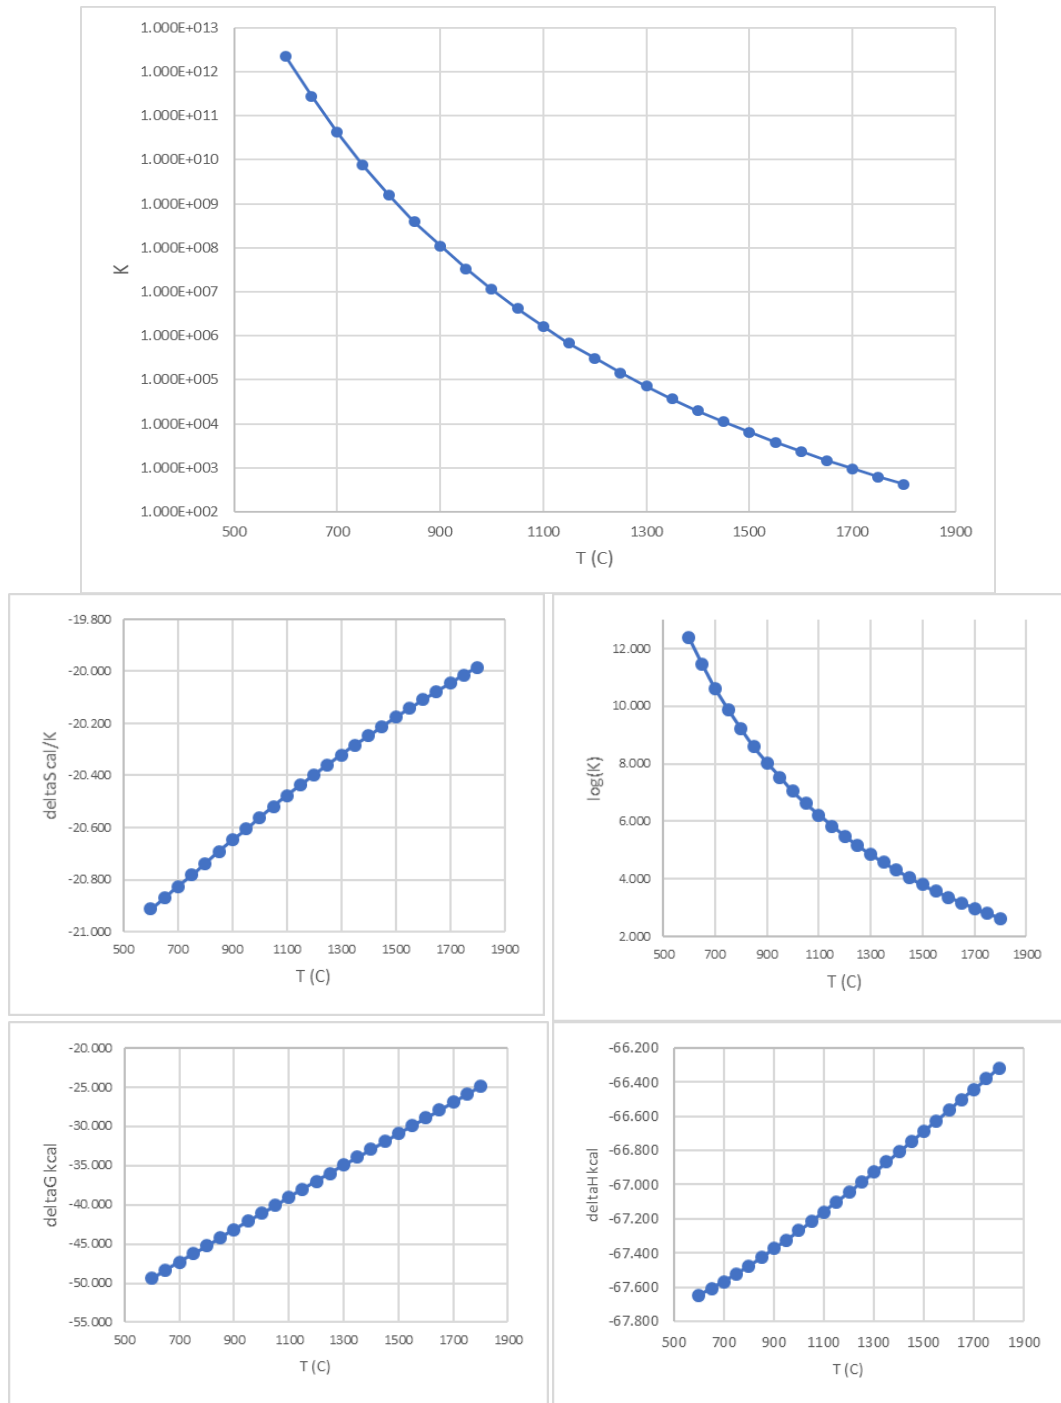 1.000E+013
1.000E+012
1.000E+011
1.000E+010
1.000E+009
1.000E+008
1.000E+007
1.000E+006
1.000E+005
1.000E+004
1.000E+003
1.000E+002
K
500 700 900 1100 1300 1500 1700 1900
T (C)
-19.800
-20.000
-20.200
-20.400
-20.600
-20.800
-21.000
deltaS cal/K
500 700 900 1100 1300 1500 1700 1900
T (C)
12.000
10.000
8.000
6.000
4.000
2.000
log(K)
500 700 900 1100 1300 1500 1700 1900
T (C)
-20.000
-25.000
-30.000
-35.000
-40.000
-45.000
-50.000
-55.000
deltaG kcal
500 700 900 1100 1300 1500 1700 1900
T (C)
-66.200
-66.400
-66.600
-66.800
-67.000
-67.200
-67.400
-67.600
-67.800
deltaH kcal
500 700 900 1100 1300 1500 1700 1900
T (C)